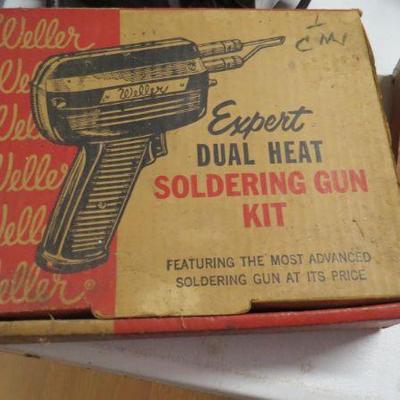 Weller
Weller
Weller
Weller
Weller
Weller
Weller®
Weller
Expert
DUAL HEAT
SOLDERING GUN
KIT
FEATURING THE MOST ADVANCED
SOLDERING GUN AT ITS PRICE